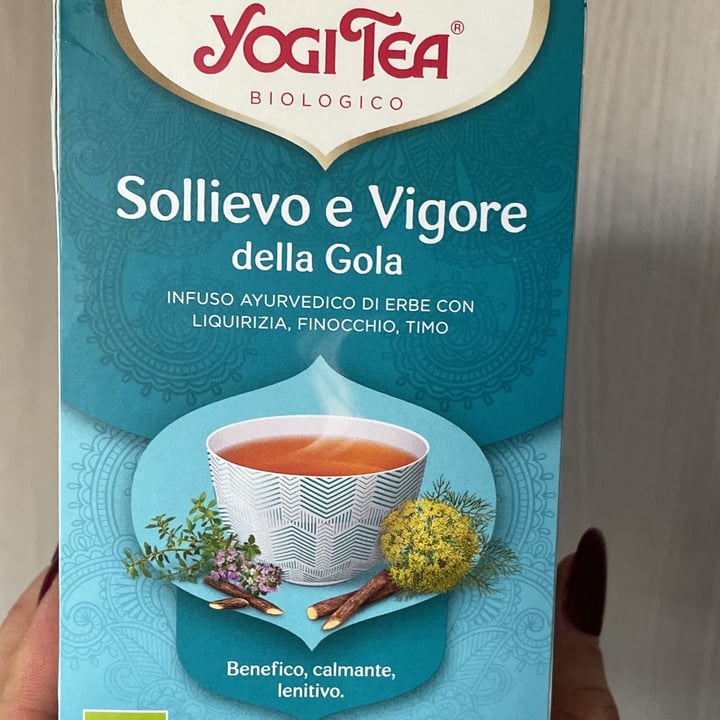 YOGI TEA®
BIOLOGICO
Sollievo e Vigore
della Gola
INFUSO AYURVEDICO DI ERBE CON
LIQUIRIZIA, FINOCCHIO, TIMO
Benefico, calmante,
lenitivo.